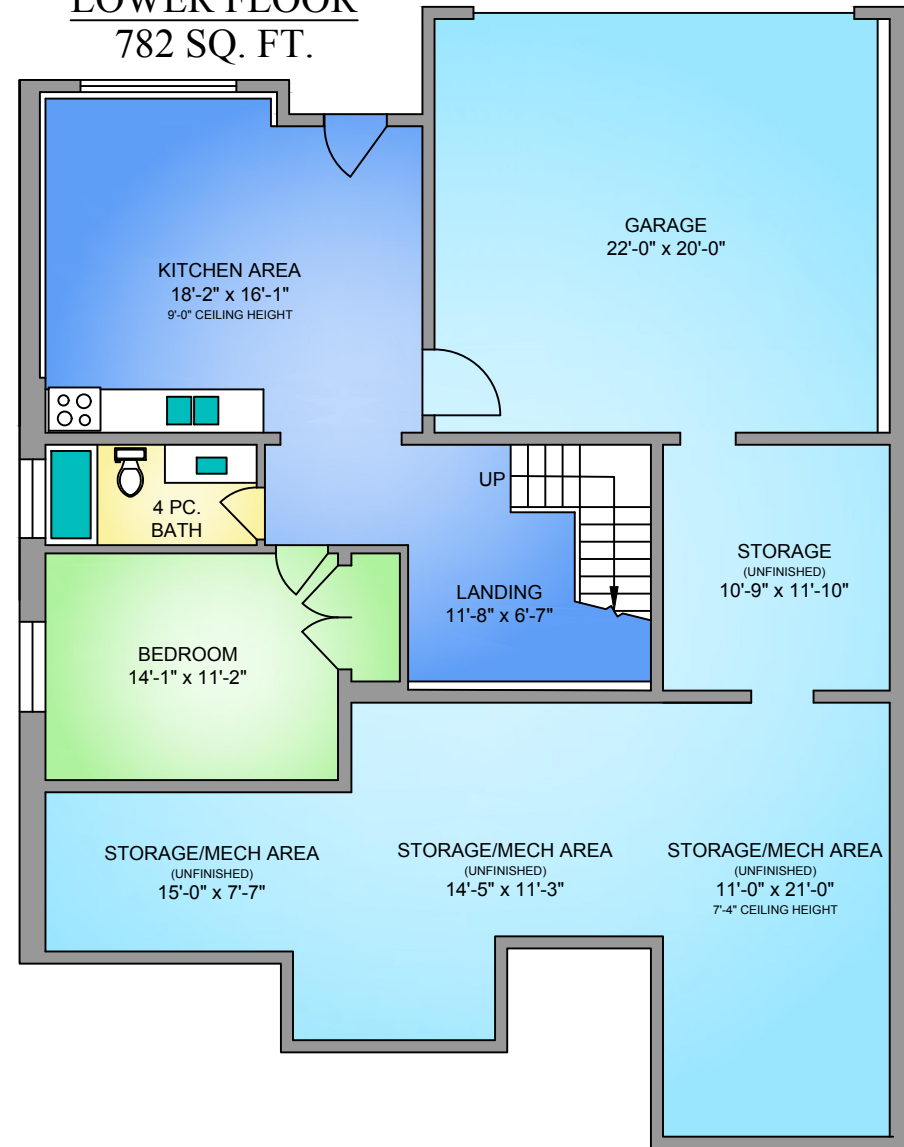 LOWER FLOOR
782 SQ. FT.
GARAGE
22'-0" x 20'-0"
KITCHEN AREA
18'-2" x 16'-1"
9'-0" CEILING HEIGHT
UP
4 PC.
BATH
STORAGE
(UNFINISHED)
10'-9" x 11'-10"
LANDING
11'-8" x 6'-7"
BEDROOM
14'-1" x 11'-2"
STORAGE/MECH AREA
(UNFINISHED)
15'-0" x 7'-7"
STORAGE/MECH AREA
(UNFINISHED)
14'-5" x 11'-3"
STORAGE/MECH AREA
(UNFINISHED)
11'-0" x 21'-0"
7'-4" CEILING HEIGHT